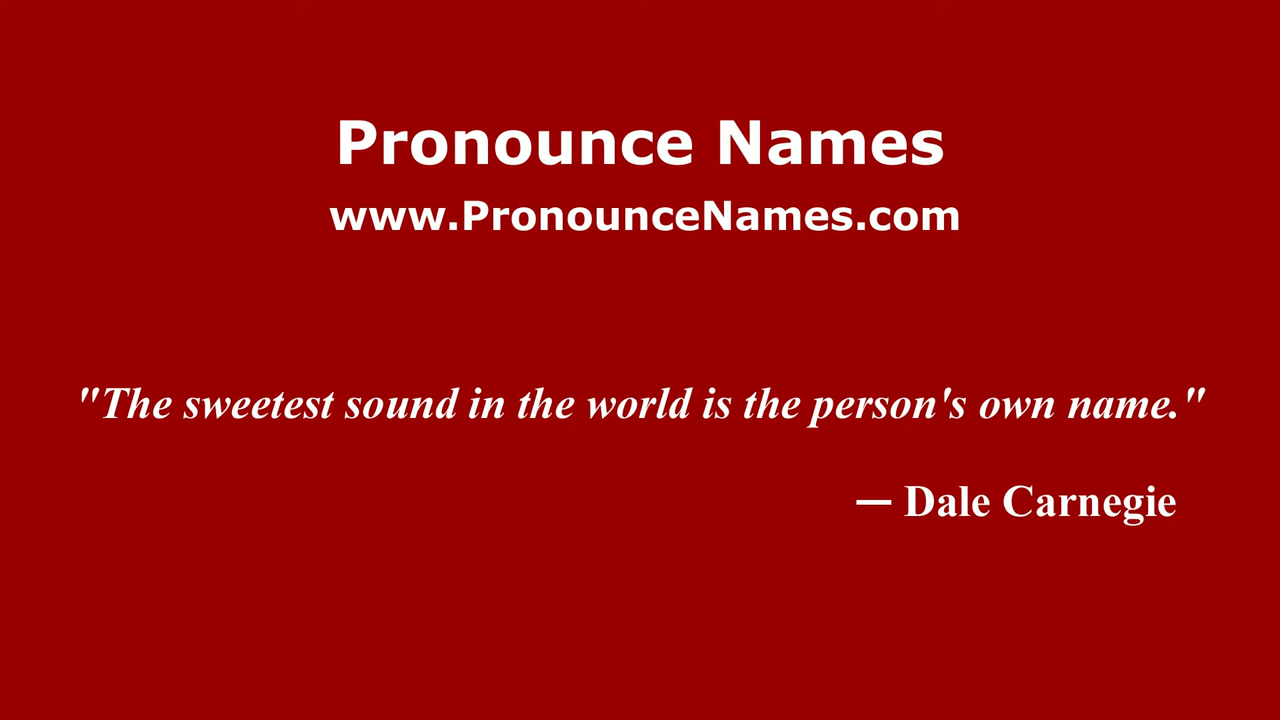 Pronounce Names
www.PronounceNames.com
"The sweetest sound in the world is the person's own name."
— Dale Carnegie